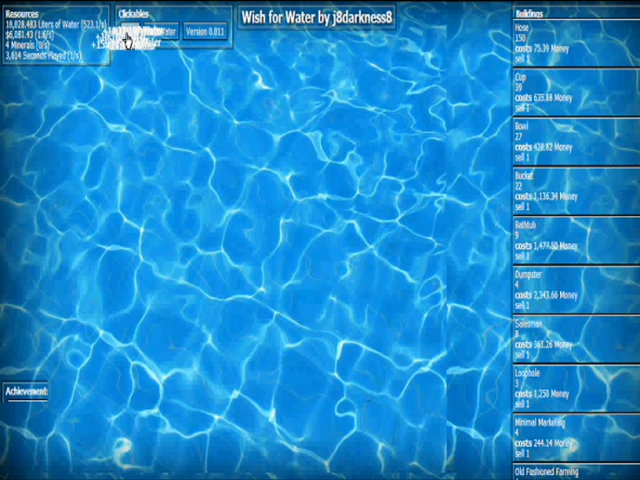 Resources
18,828,483 Liters of Water (523.1/s)
$6,081.43 (1.6/s)
4 Minerals (0/s)
3,614 Seconds Played (1/s)
Clickables
Version 0.011
Wish for Water by j8darkness8
Achievement:
Buildings
Hose
150
costs 75.39 Money
sell 1
Cup
39
costs 635.88 Money
sell 1
Bowl
27
costs 428.82 Money
sell 1
Bucket
22
costs 1,136.34 Money
sell 1
Bathtub
9
costs Money
sell 1
Dumpster
4
costs 2,343.66 Money
sell 1
Salesman
costs 361.26 Money
sell 1
Loophole
3
costs 1,250 Money
sell 1
Minimal Marketing
4
costs 244.14 Money
sell 1
Old Fashioned Farming